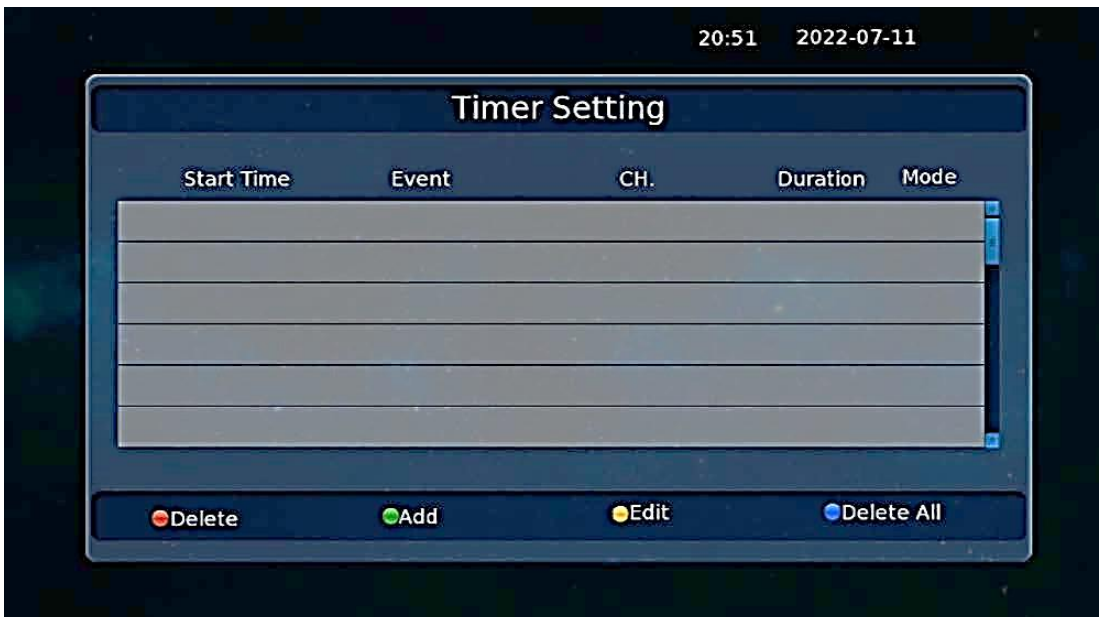 20:51 2022-07-11
Timer Setting
Start Time Event CH. Duration Mode
Delete Add Edit Delete All